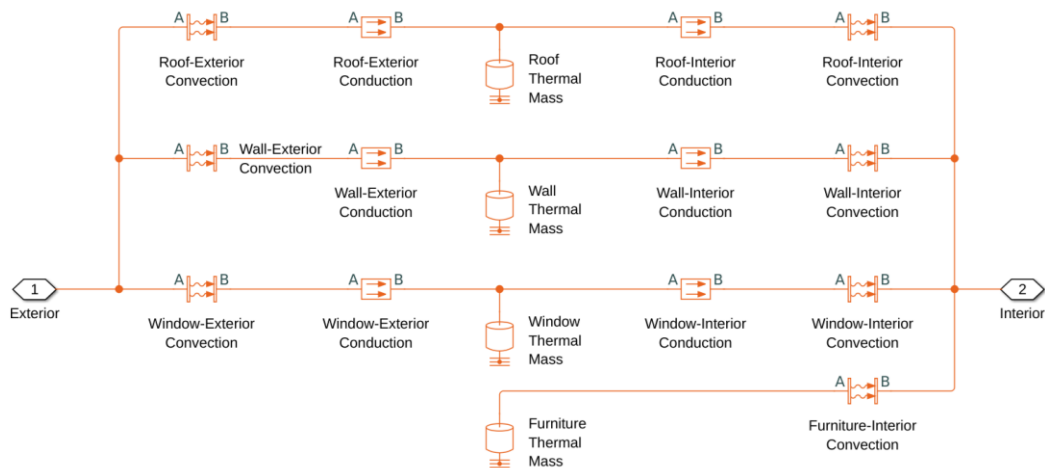 A B A B A B A B
Roof-Exterior
Convection
Roof-Exterior
Conduction
Roof
Thermal
Mass
Roof-Interior
Conduction
Roof-Interior
Convection
A B Wall-Exterior
Convection
A B A B A B
Wall-Exterior
Conduction
Wall
Thermal
Mass
Wall-Interior
Conduction
Wall-Interior
Convection
1
Exterior
A B A B A B A B
Window-Exterior
Convection
Window-Exterior
Conduction
Window
Thermal
Mass
Window-Interior
Conduction
Window-Interior
Convection
2
Interior
A B
Furniture
Thermal
Mass
Furniture-Interior
Convection